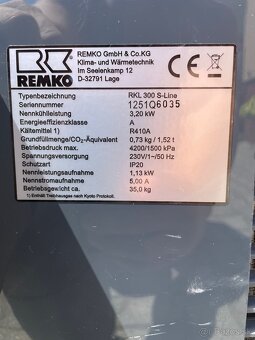 REMKO
REMKO GmbH & Co.KG
Klima- und Wärmetechnik
Im Seelenkamp 12
D-32791 Lage
CE
Typenbezeichnung RKL 300 S-Line
Seriennummer 1251Q6035
Nennkühlleistung 3,20 kW
Energieeffizienzklasse A
Kältemittel 1) R410A
Grundfüllmenge/CO₂-Äquivalent 0,73 kg / 1,52 t
Betriebsdruck max. 4200/1500 kPa
Spannungsversorgung 230V/1~/50 Hz
Schutzart IP20
Nennleistungsaufnahme 1,13 kW
Nennstromaufnahme 5,00 A
Betriebsgewicht ca. 35,0 kg
1) Enthält Treibhausgas nach Kyoto Protokoll.